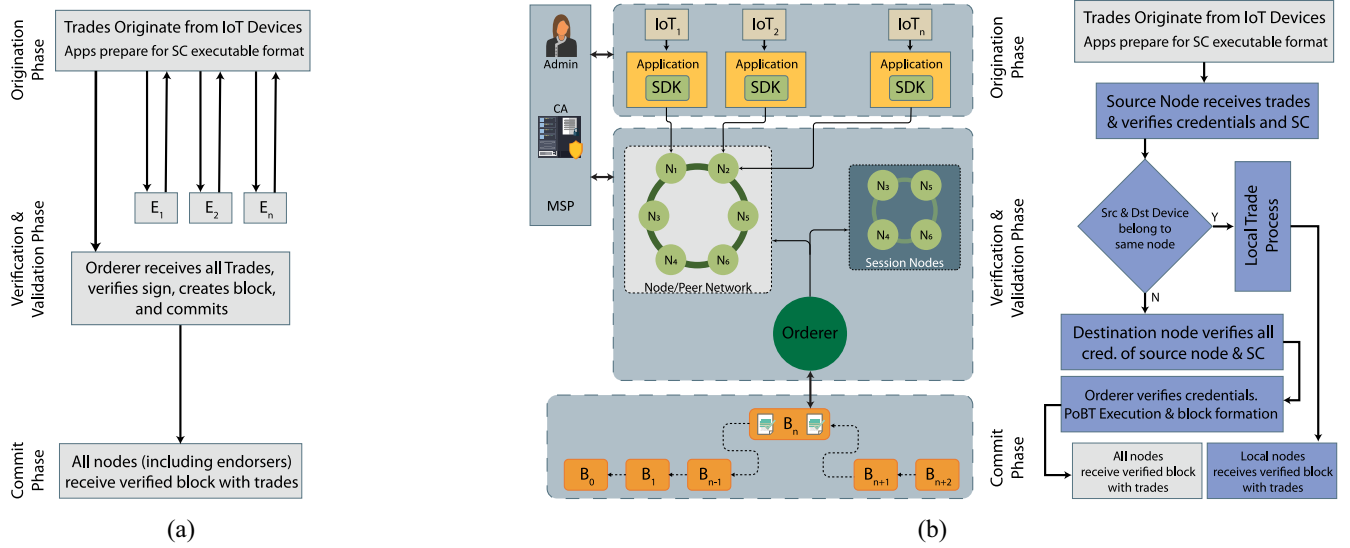 Origination
Phase
Trades Originate from IoT Devices
Apps prepare for SC executable format
E1
E2
En
Verification &
Validation Phase
Orderer receives all Trades,
verifies sign, creates block,
and commits
Commit
Phase
All nodes (including endorsers)
receive verified block with trades
(a)
Admin
CA
MSP
IoT1
IoT2
IoTn
Application
SDK
Application
SDK
Application
SDK
Origination
Phase
N1
N2
N3
N5
N4
N6
Node/Peer Network
N3
N5
N4
N6
Session Nodes
Orderer
Verification &
Validation Phase
Bn
B0
B1
Bn-1
Bn+1
Bn+2
Commit
Phase
Trades Originate from IoT Devices
Apps prepare for SC executable format
Source Node receives trades
& verifies credentials and SC
Src & Dst Device
belong to
same node
Y
N
Local Trade
Process
Destination node verifies all
cred. of source node & SC
Orderer verifies credentials.
PoBT Execution & block formation
All nodes
receive verified block
with trades
Local nodes
receives verified block
with trades
(b)